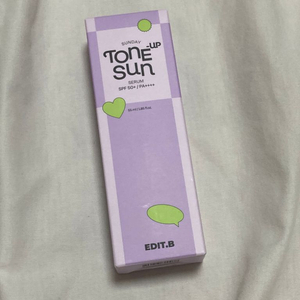 SUNDAY
TONE-UP
SUN
SERUM
SPF 50+ / PA++++
EDIT.B